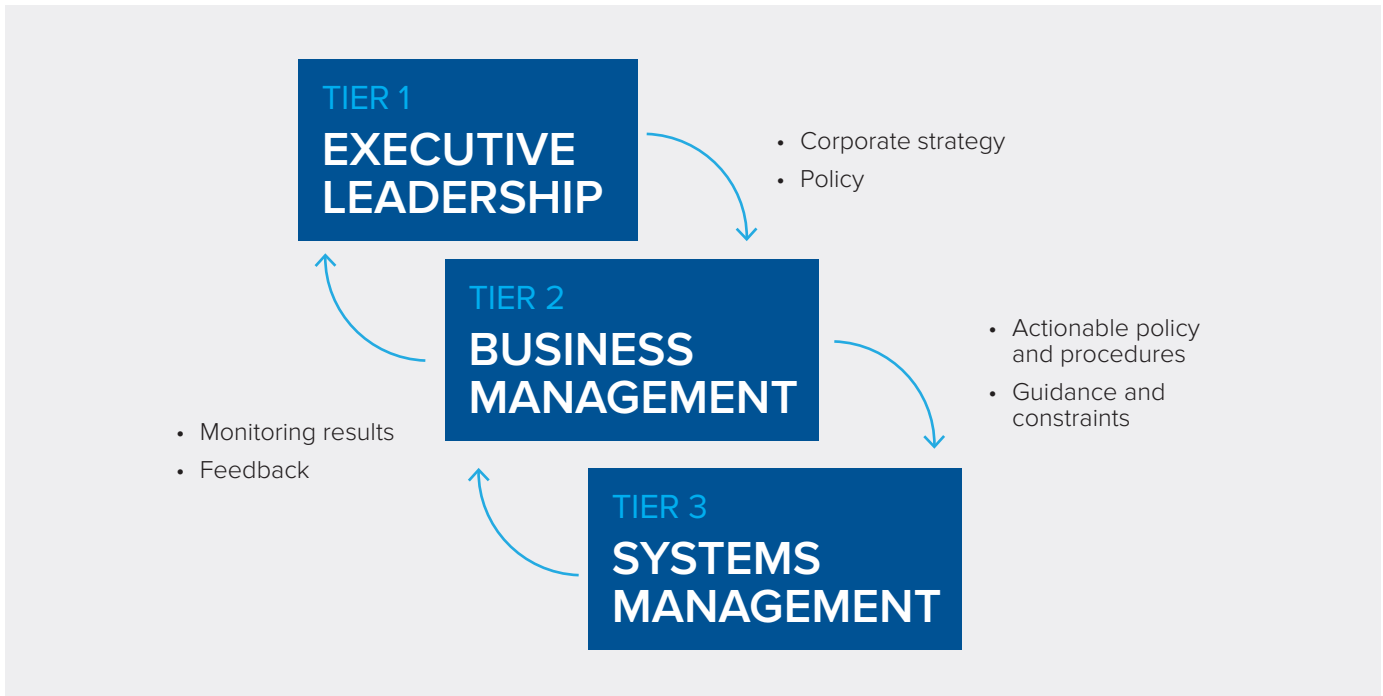 TIER 1
EXECUTIVE
LEADERSHIP
• Corporate strategy
• Policy
TIER 2
BUSINESS
MANAGEMENT
• Actionable policy
and procedures
• Guidance and
constraints
• Monitoring results
• Feedback
TIER 3
SYSTEMS
MANAGEMENT